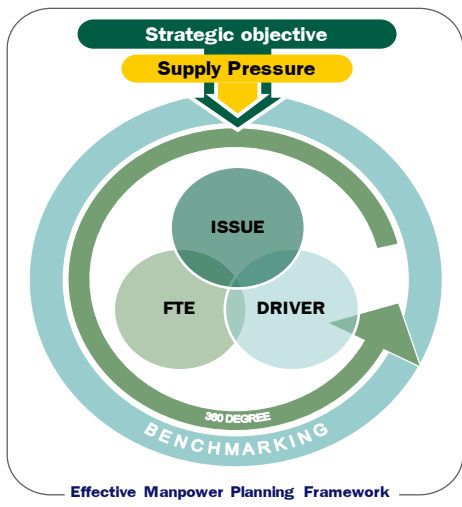 Strategic objective
Supply Pressure
ISSUE
FTE
DRIVER
360 DEGREE
BENCHMARKING
Effective Manpower Planning Framework